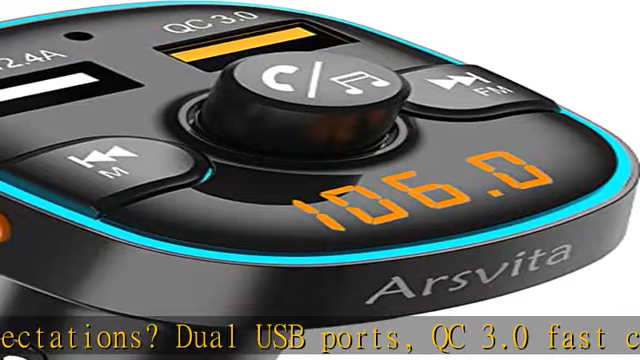 QC 3.0
2.4A
C/
FM
M
106.0
Arsvita
ectations? Dual USB ports, QC 3.0 fast c